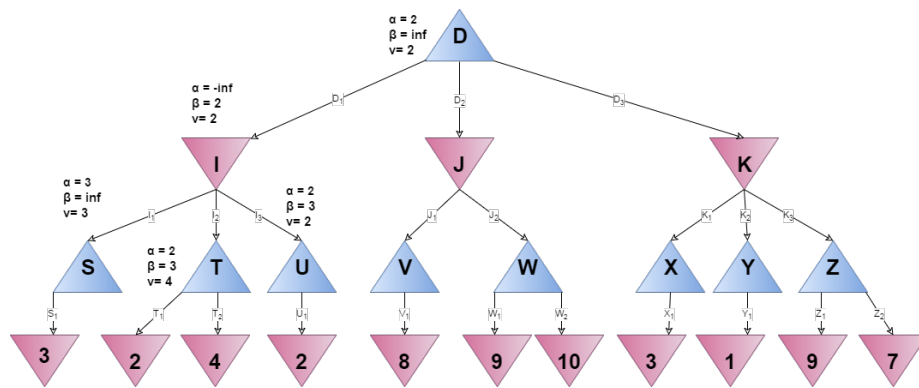 α = 2
β = inf
v= 2
D
D₁
D₂
D₃
α = -inf
β = 2
v= 2
I
J
K
α = 3
β = inf
v= 3
α = 2
β = 3
v= 2
I₁
I₂
I₃
J₁
J₂
K₁
K₂
K₃
α = 2
β = 3
v= 4
S
T
U
V
W
X
Y
Z
S₁
T₁
T₂
U₁
V₁
W₁
W₂
X₁
Y₁
Z₁
Z₂
3
2
4
2
8
9
10
3
1
9
7